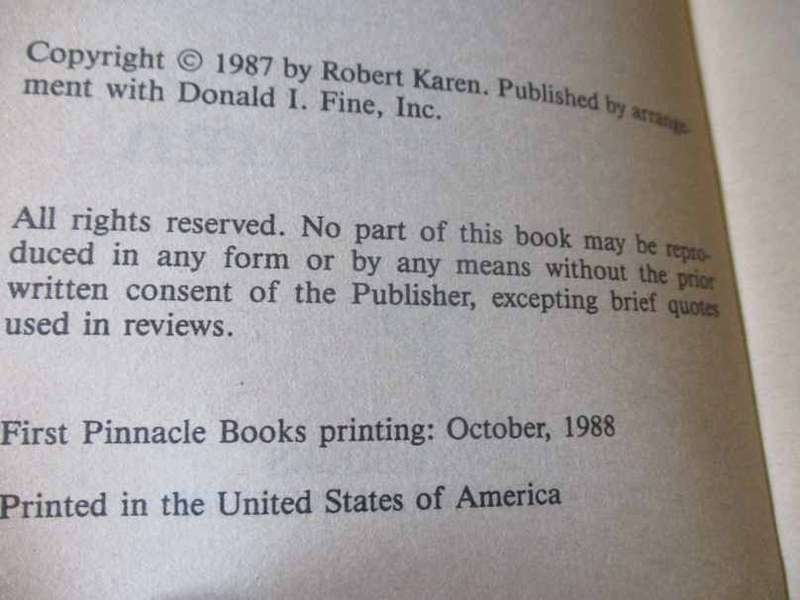 Copyright © 1987 by Robert Karen. Published by arrange-
ment with Donald I. Fine, Inc.
All rights reserved. No part of this book may be repro-
duced in any form or by any means without the prior
written consent of the Publisher, excepting brief quotes
used in reviews.
First Pinnacle Books printing: October, 1988
Printed in the United States of America